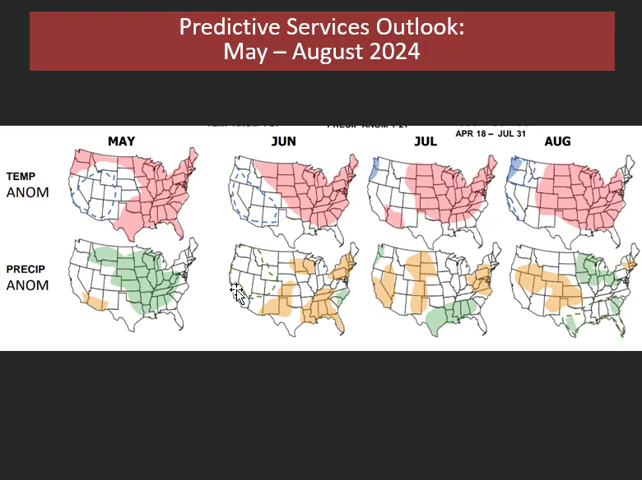 Predictive Services Outlook:
May – August 2024
APR 18 – JUL 31
MAY
JUN
JUL
AUG
TEMP
ANOM
PRECIP
ANOM